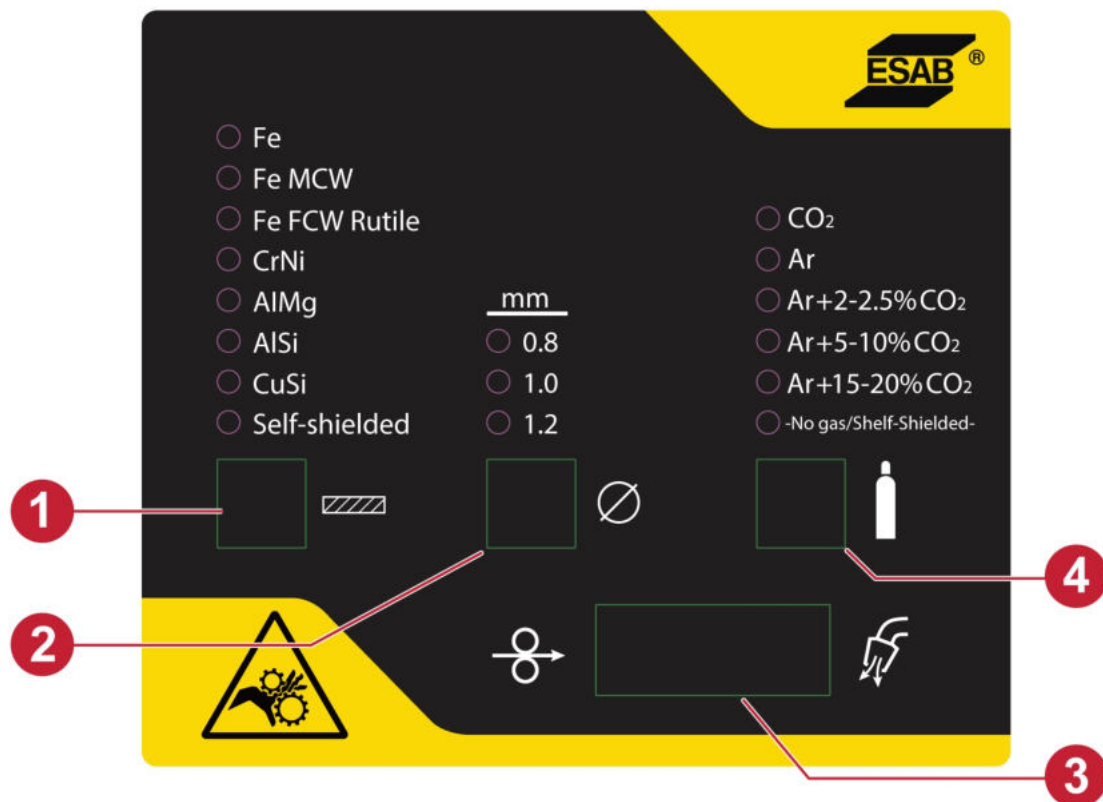 ESAB ®
Fe
Fe MCW
Fe FCW Rutile
CrNi
AlMg
AlSi
CuSi
Self-shielded
mm
0.8
1.0
1.2
CO₂
Ar
Ar+2-2.5%CO₂
Ar+5-10%CO₂
Ar+15-20%CO₂
-No gas/Shelf-Shielded-
1
2
4
3